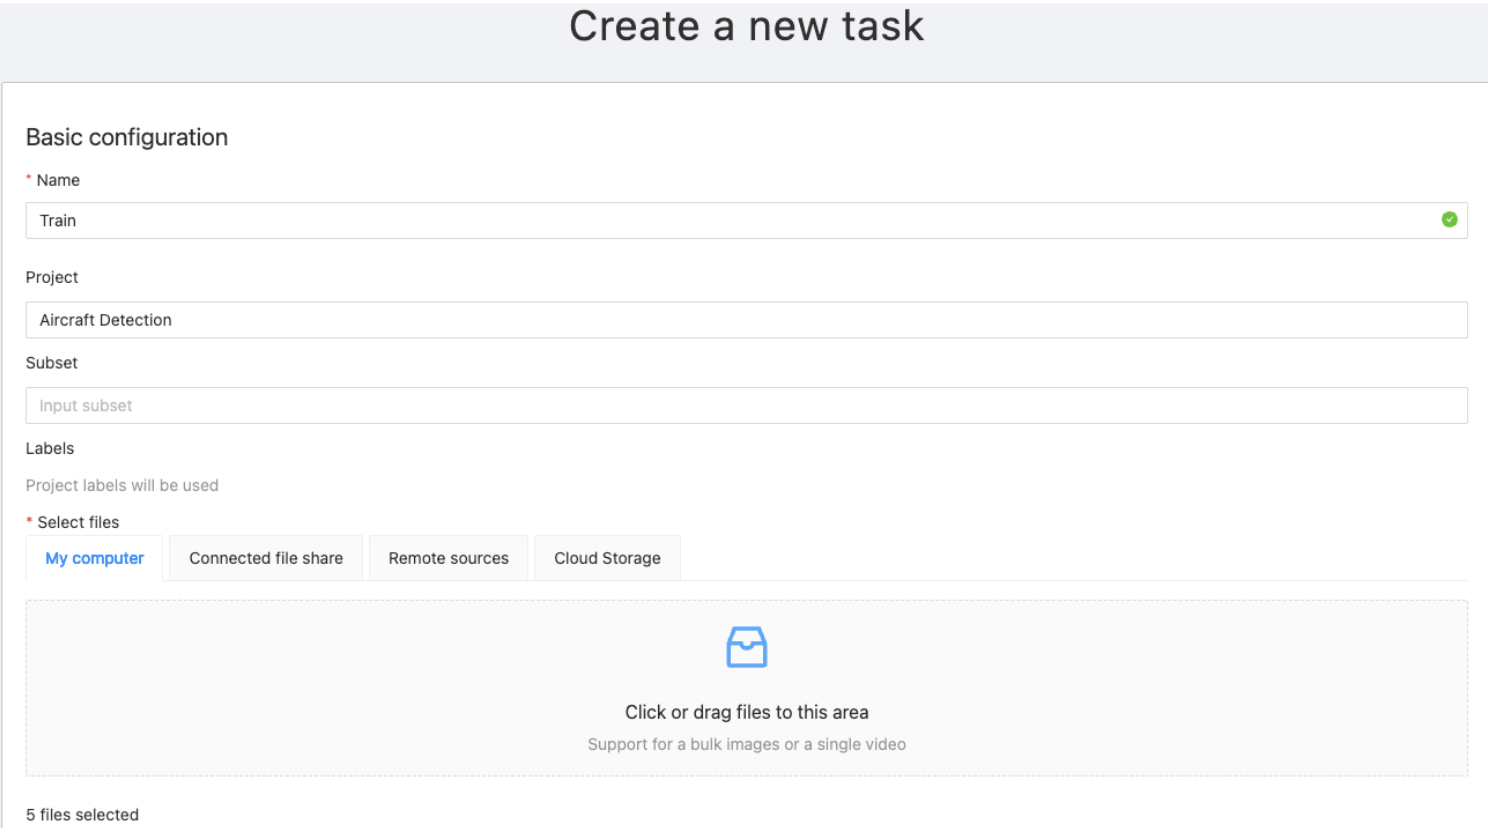 Create a new task
Basic configuration
* Name
Train
Project
Aircraft Detection
Subset
Input subset
Labels
Project labels will be used
* Select files
My computer Connected file share Remote sources Cloud Storage
Click or drag files to this area
Support for a bulk images or a single video
5 files selected